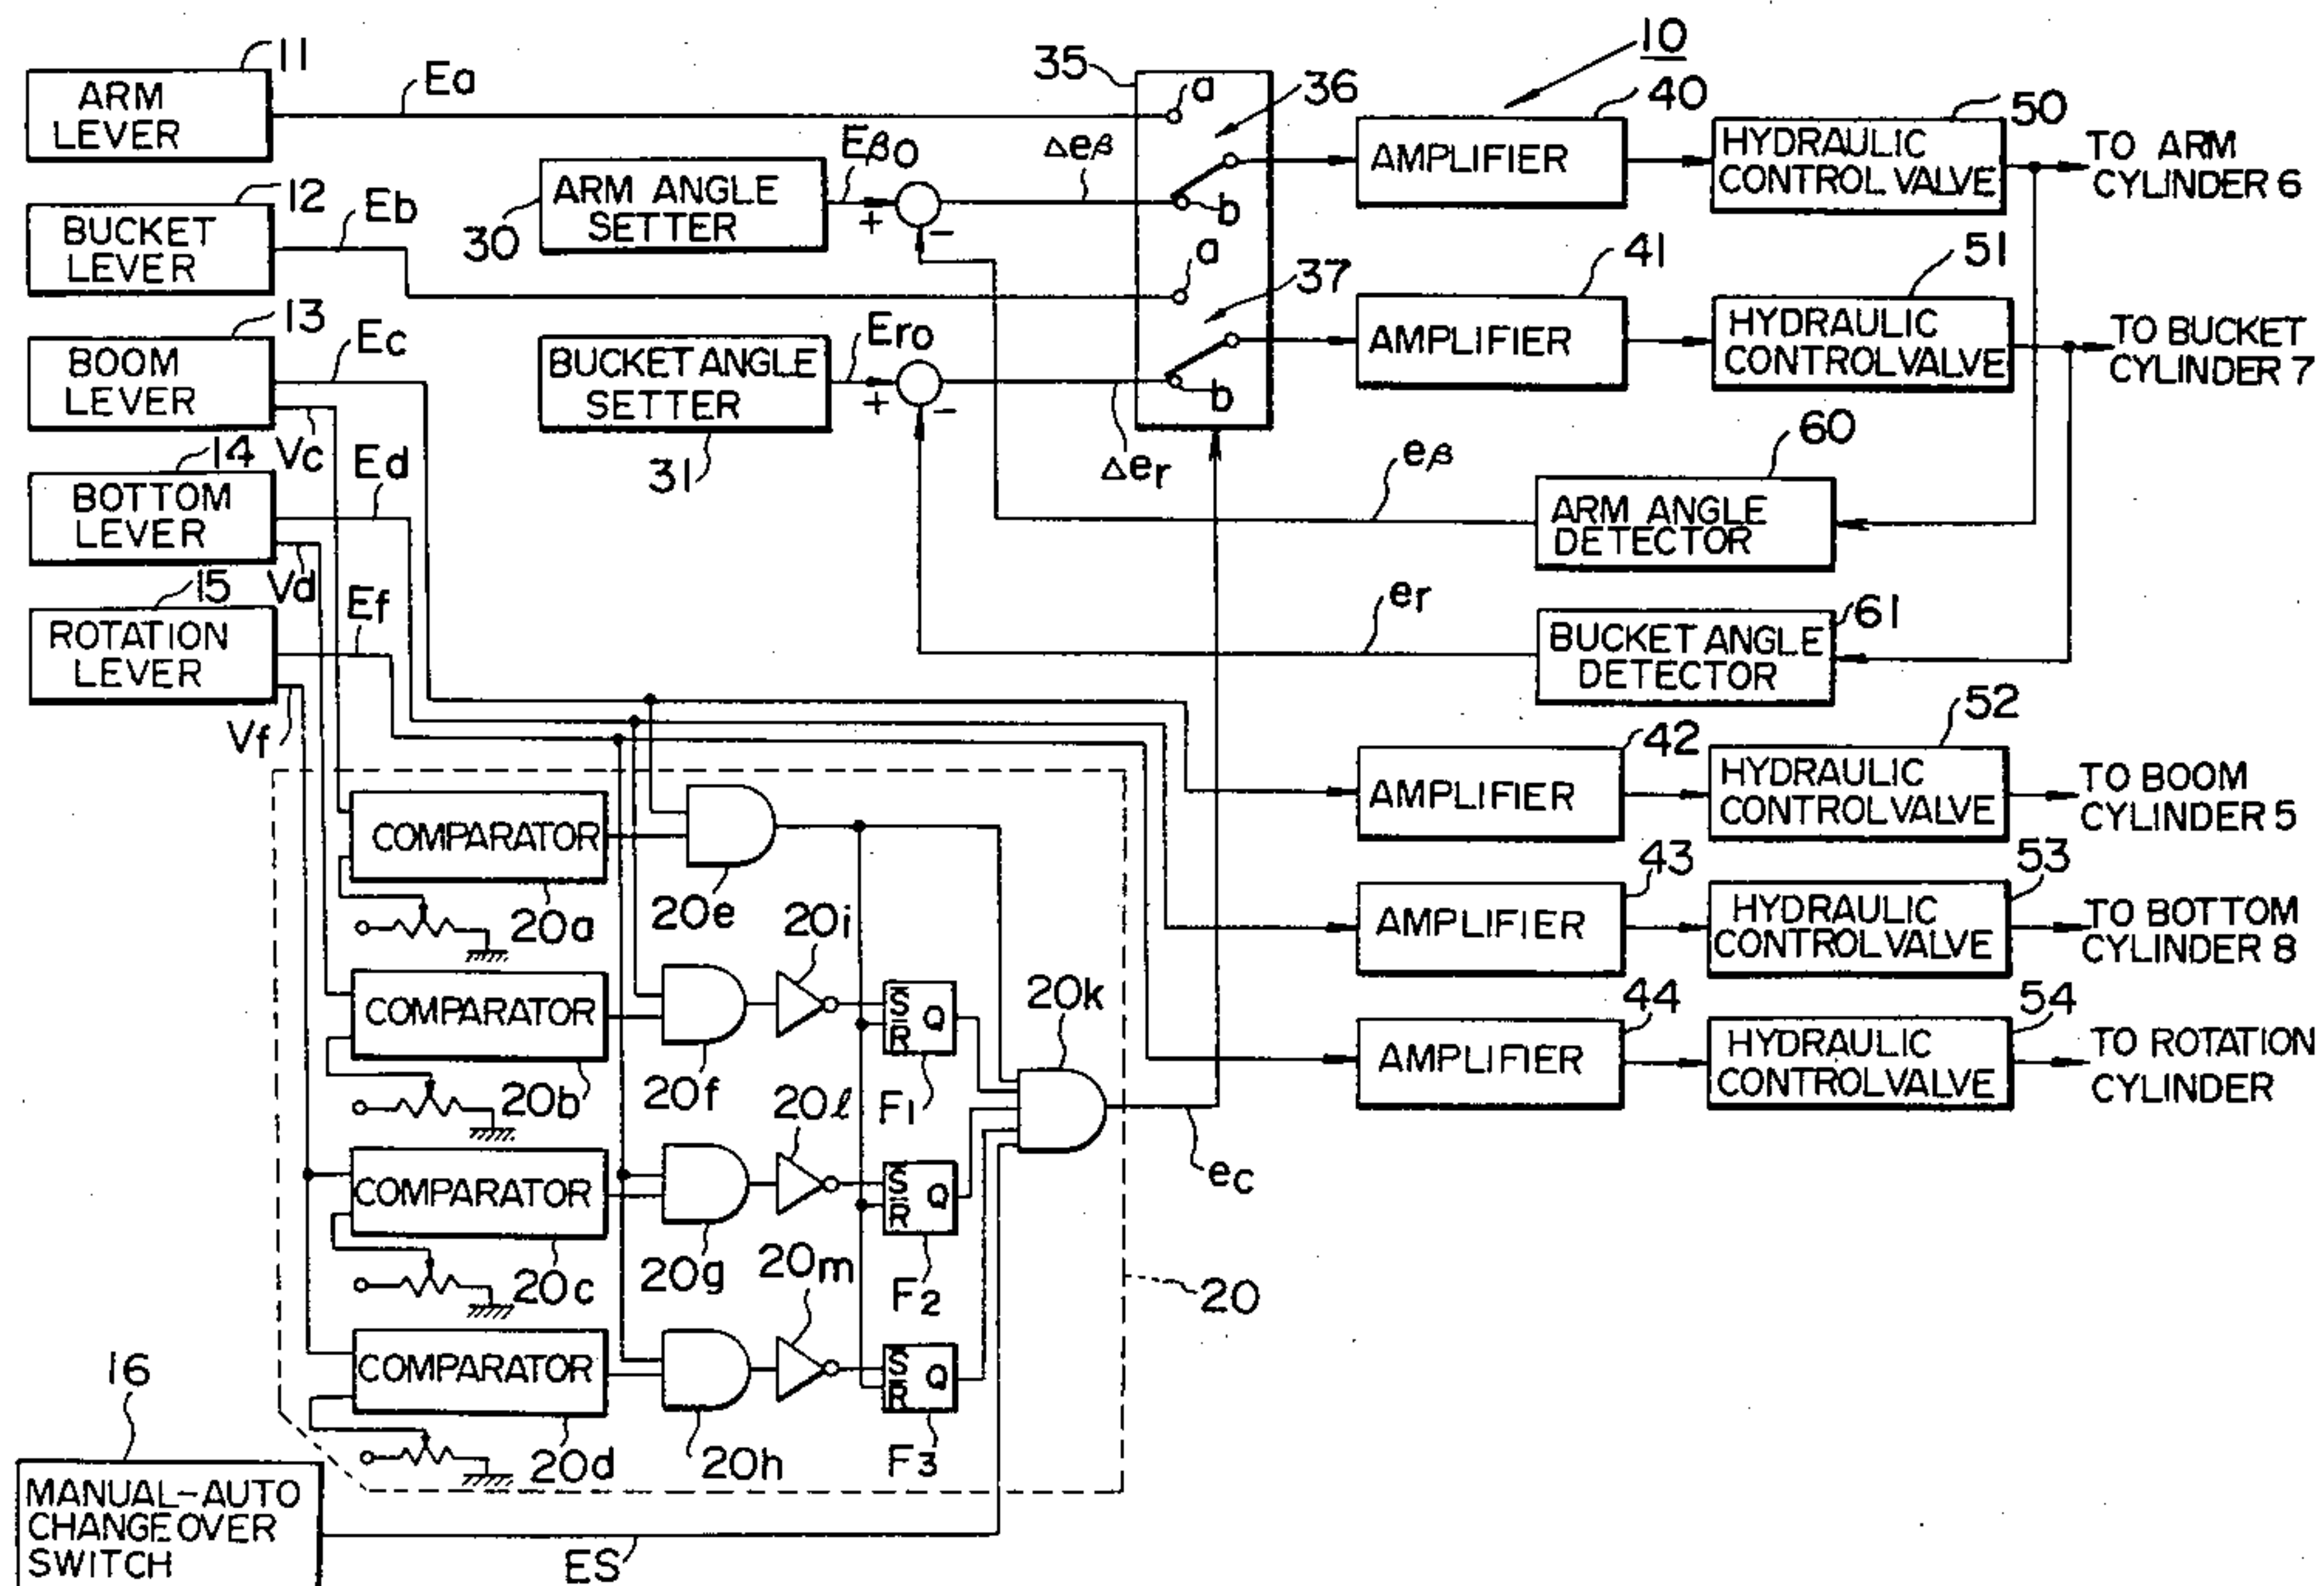 10
11
ARM
LEVER
Ea
35
a
36
40
AMPLIFIER
50
HYDRAULIC
CONTROL VALVE
TO ARM
CYLINDER 6
12
BUCKET
LEVER
Eb
30
ARM ANGLE
SETTER
Eβo
+
-
Δeβ
b
a
37
41
AMPLIFIER
51
HYDRAULIC
CONTROL VALVE
TO BUCKET
CYLINDER 7
13
BOOM
LEVER
Ec
Vc
BUCKET ANGLE
SETTER
31
Ero
+
-
Δer
b
14
BOTTOM
LEVER
Ed
Vd
eβ
60
ARM ANGLE
DETECTOR
15
ROTATION
LEVER
Ef
Vf
er
61
BUCKET ANGLE
DETECTOR
42
AMPLIFIER
52
HYDRAULIC
CONTROL VALVE
TO BOOM
CYLINDER 5
COMPARATOR
20a
20e
43
AMPLIFIER
53
HYDRAULIC
CONTROL VALVE
TO BOTTOM
CYLINDER 8
COMPARATOR
20b
20f
20i
S̅
R̅
Q
F1
20k
44
AMPLIFIER
54
HYDRAULIC
CONTROL VALVE
TO ROTATION
CYLINDER
COMPARATOR
20c
20g
20l
S̅
R̅
Q
F2
ec
20
COMPARATOR
20d
20h
20m
S̅
R̅
Q
F3
16
MANUAL-AUTO
CHANGEOVER
SWITCH
ES